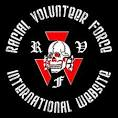 RACIAL VOLUNTEER FORCE
R V
F
INTERNATIONAL WEBSITE